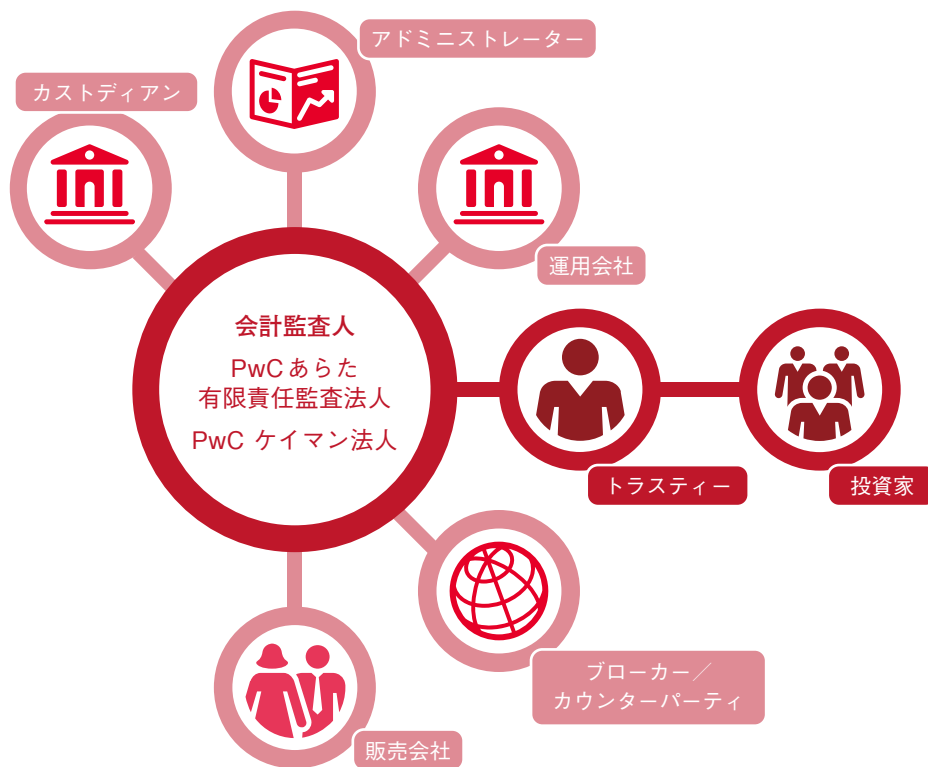 アドミニストレーター
カストディアン
運用会社
会計監査人
PwCあらた
有限責任監査法人
PwC ケイマン法人
トラスティー
投資家
ブローカー／
カウンターパーティ
販売会社